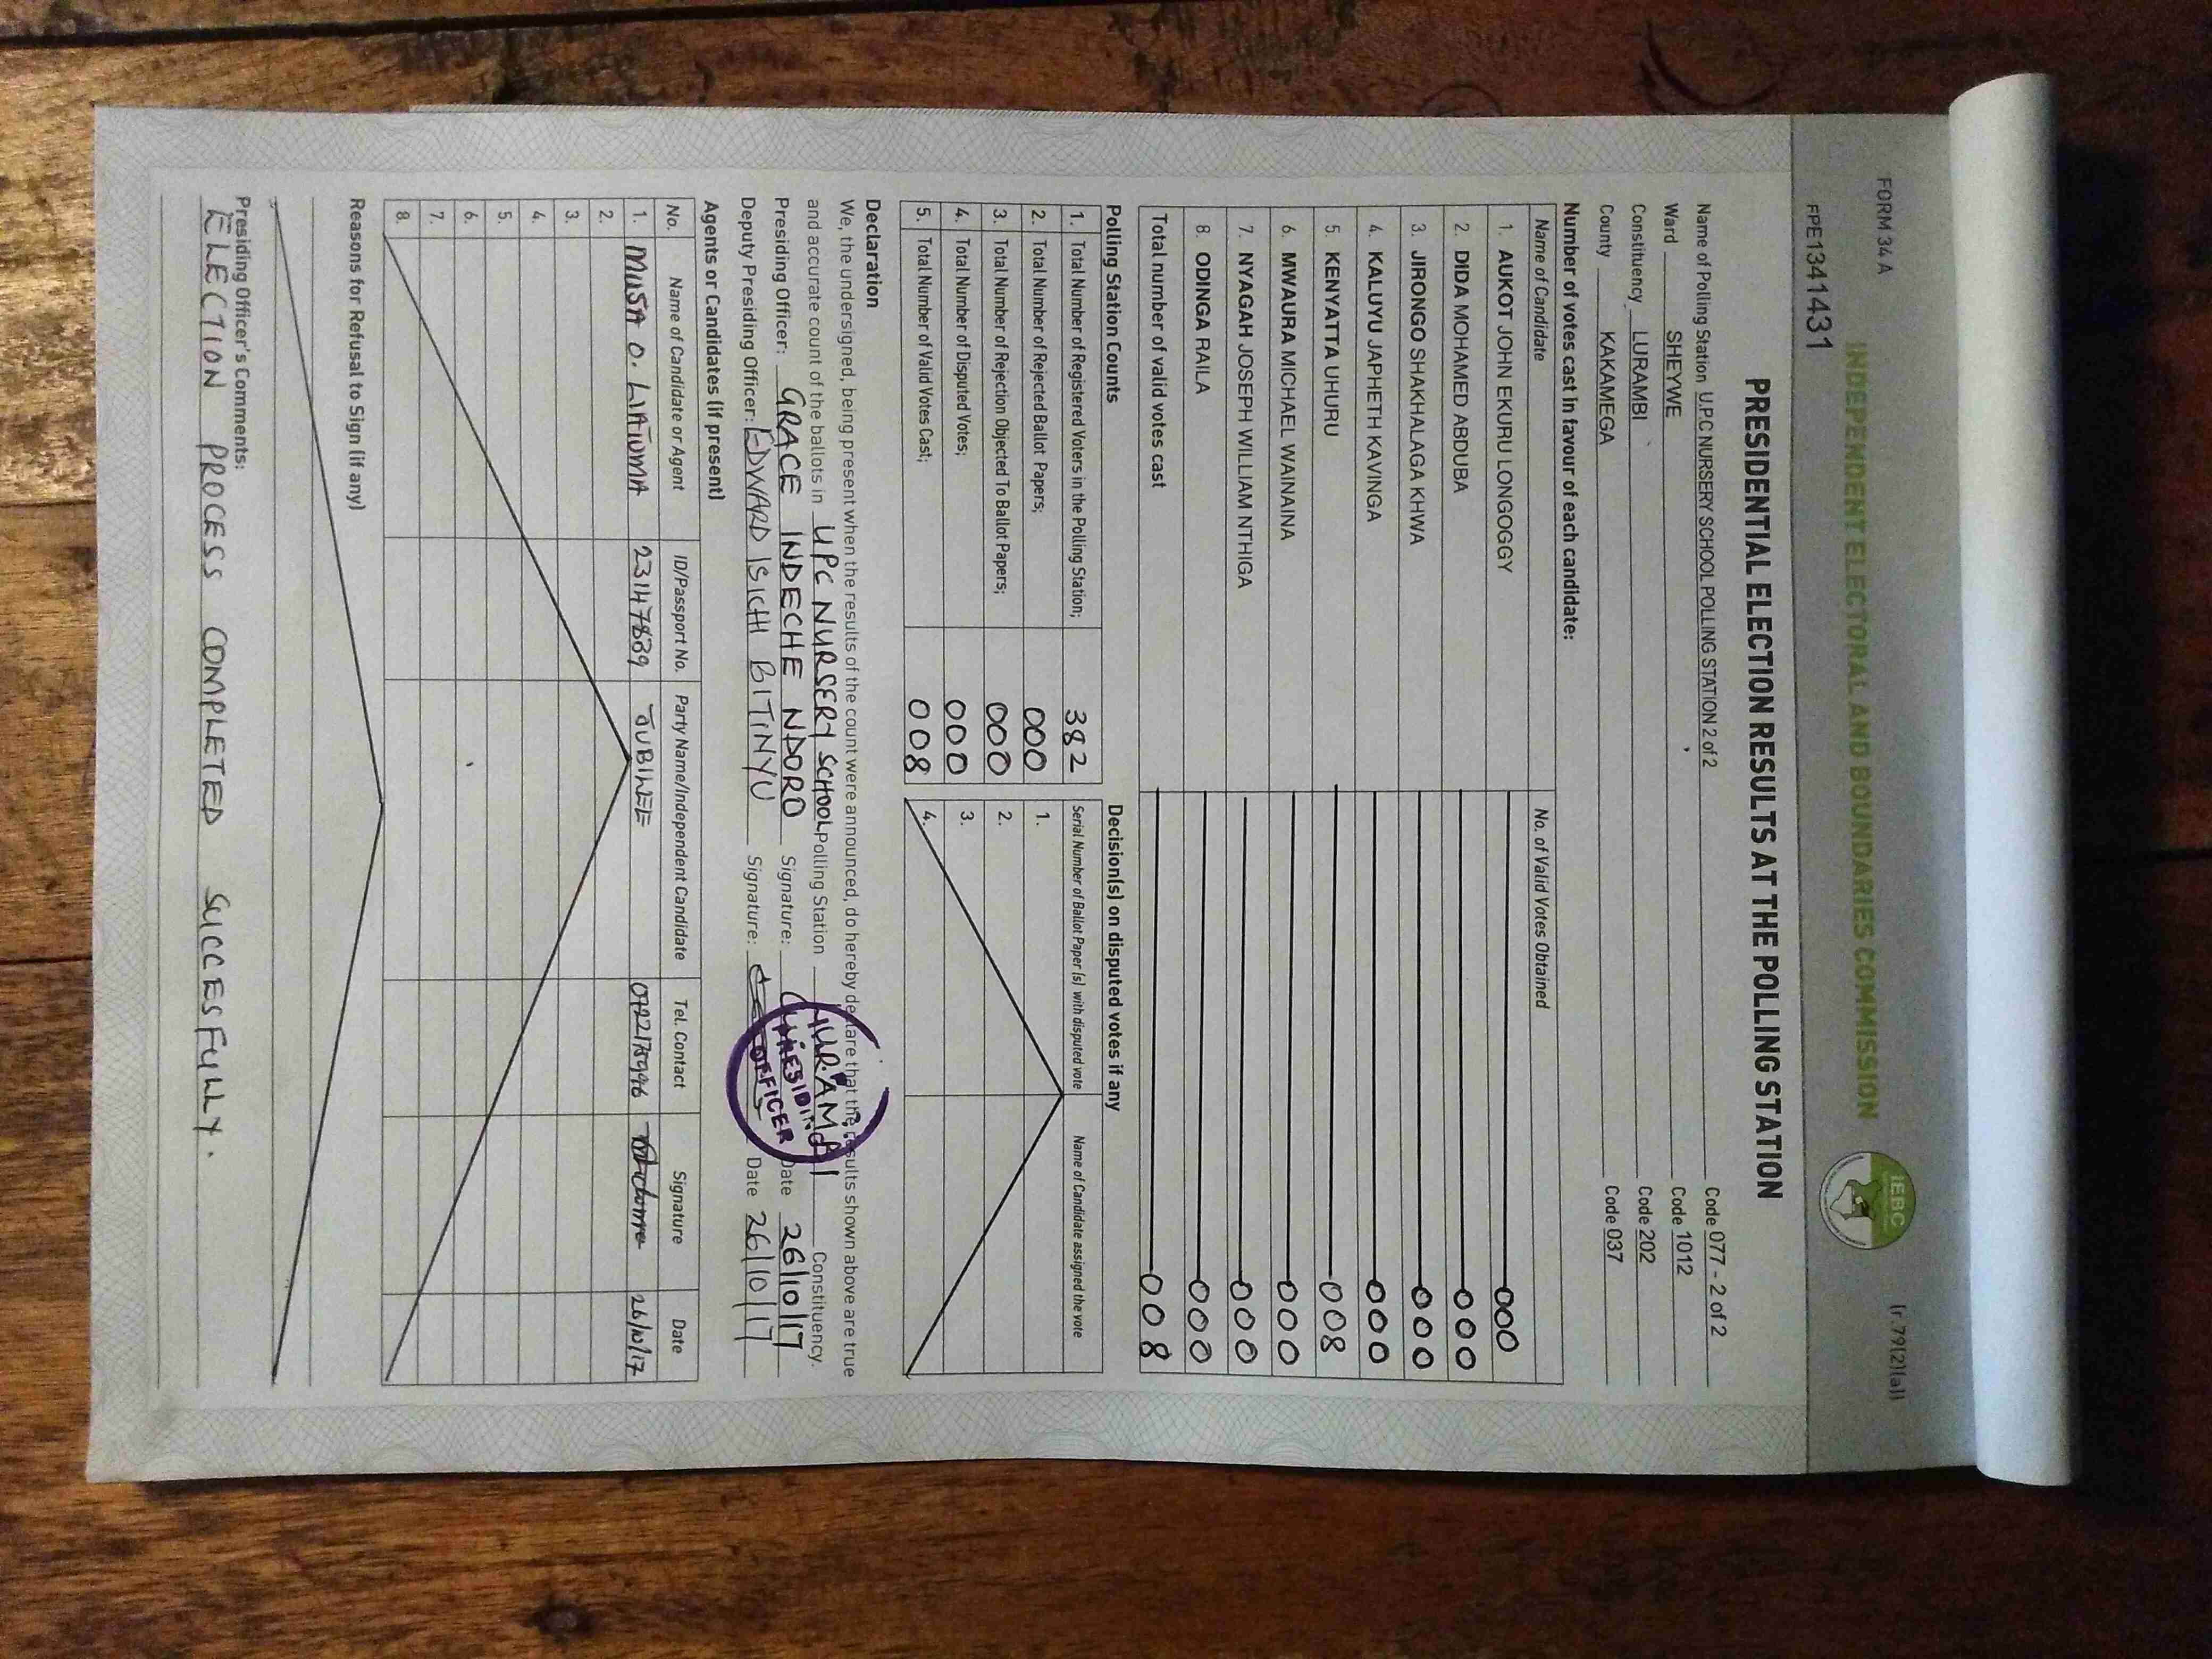 FORM 34 A
(r.79(2)(a))
INDEPENDENT ELECTORAL AND BOUNDARIES COMMISSION
IEBC
FPE1341431
PRESIDENTIAL ELECTION RESULTS AT THE POLLING STATION
Name of Polling Station U.P.C NURSERY SCHOOL POLLING STATION 2 of 2 Code 077 - 2 of 2
Ward SHEYWE Code 1012
Constituency LURAMBI Code 202
County KAKAMEGA Code 037
Number of votes cast in favour of each candidate:
Name of Candidate No. of Valid Votes Obtained
1. AUKOT JOHN EKURU LONGOGGY 000
2. DIDA MOHAMED ABDUBA 000
3. JIRONGO SHAKHALAGA KHWA 000
4. KALUYU JAPHETH KAVINGA 000
5. KENYATTA UHURU 008
6. MWAURA MICHAEL WAINAINA 000
7. NYAGAH JOSEPH WILLIAM NTHIGA 000
8. ODINGA RAILA 000
Total number of valid votes cast 008
Polling Station Counts
1. Total Number of Registered Voters in the Polling Station; 382
2. Total Number of Rejected Ballot Papers; 000
3. Total Number of Rejection Objected To Ballot Papers; 000
4. Total Number of Disputed Votes; 000
5. Total Number of Valid Votes Cast; 008
Decision(s) on disputed votes if any
Serial Number of Ballot Paper (s) with disputed vote Name of Candidate assigned the vote
1.
2.
3.
4.
Declaration
We, the undersigned, being present when the results of the count were announced, do hereby declare that the results shown above are true
and accurate count of the ballots in UPC NURSERY SCHOOL Polling Station LURAMBI Constituency.
Presiding Officer: GRACE INDECHE NDORO Signature: Date 26/10/17
Deputy Presiding Officer: EDWARD ISICHI BITINYU Signature: Date 26/10/17
PRESIDING
OFFICER
Agents or Candidates (if present)
No. Name of Candidate or Agent ID/Passport No. Party Name/Independent Candidate Tel. Contact Signature Date
1. MUSA O. 23147839 JUBILEE 26/10/17
2.
3.
4.
5.
6.
7.
8.
Reasons for Refusal to Sign (if any)
Presiding Officer's Comments:
ELECTION PROCESS COMPLETED SUCCESFULLY.